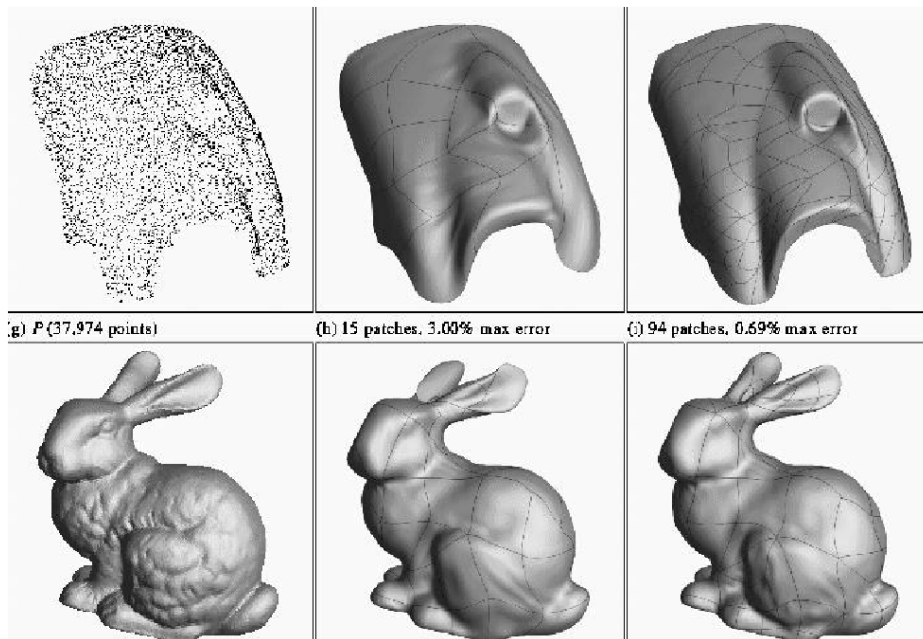 (g) P (37,974 points)
(h) 15 patches, 3.00% max error
(i) 94 patches, 0.69% max error